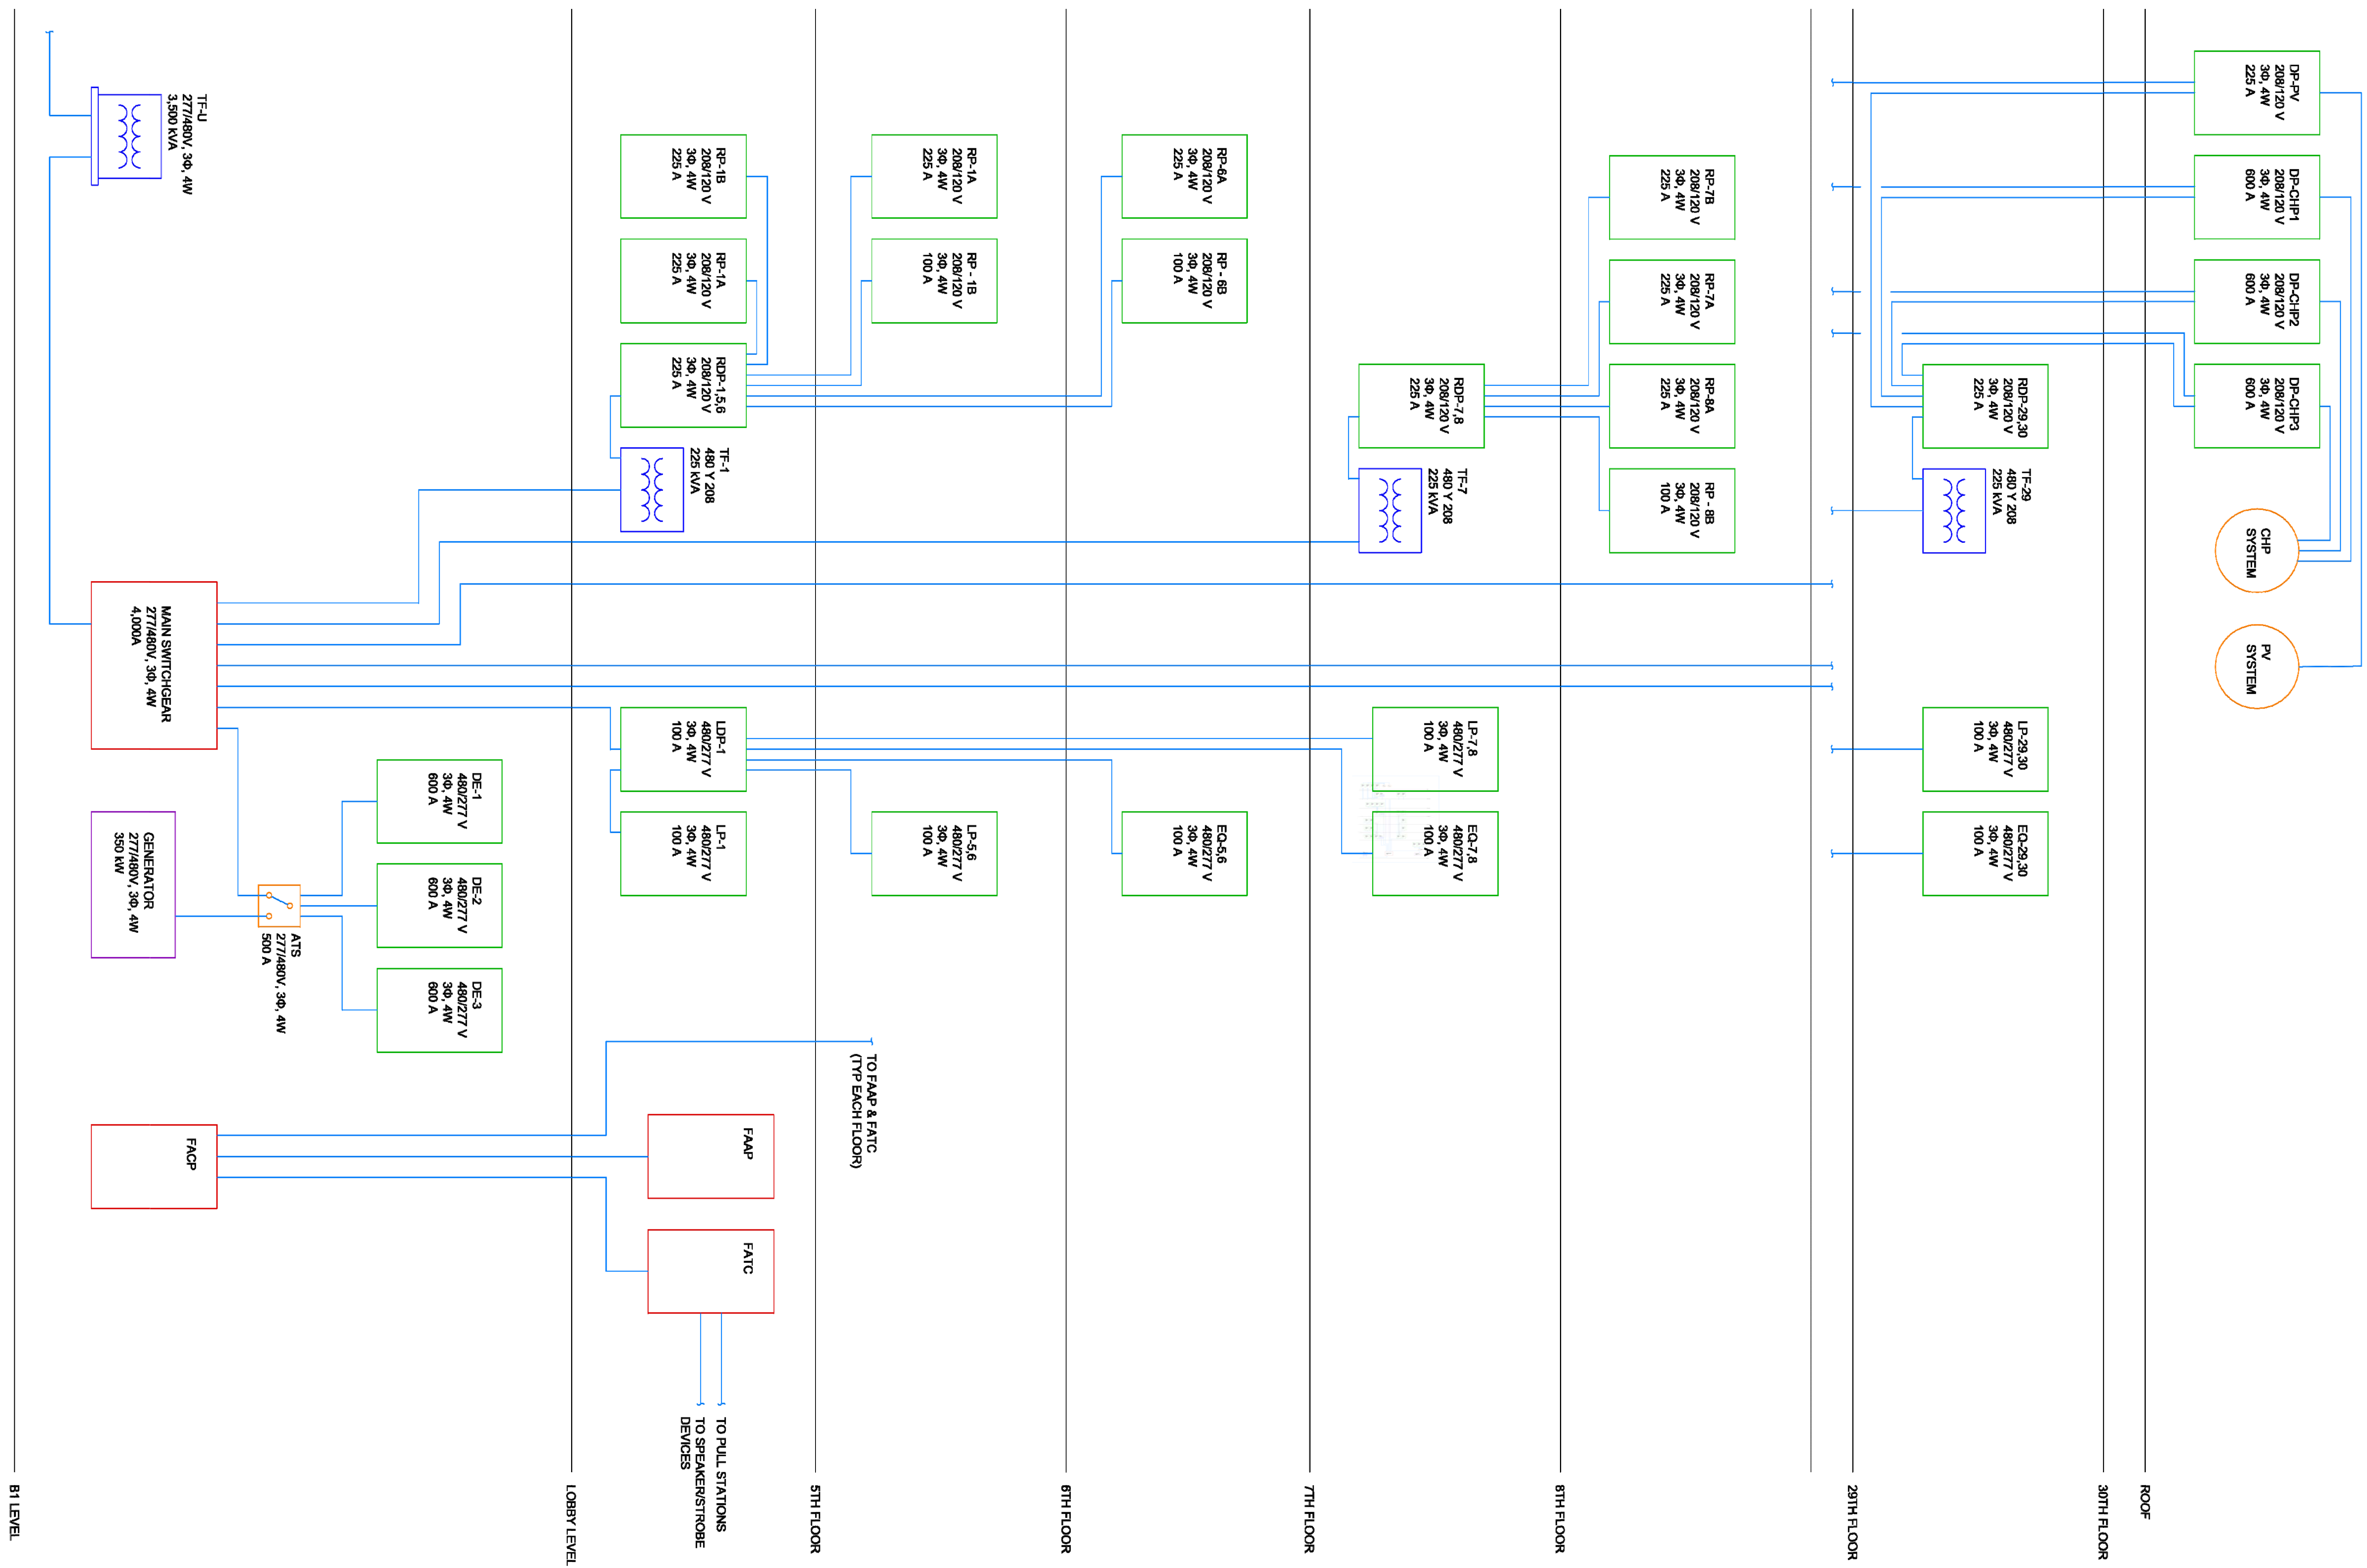 DP-PV
208/120 V
3Φ, 4W
225 A
DP-CHP1
208/120 V
3Φ, 4W
600 A
DP-CHP2
208/120 V
3Φ, 4W
600 A
DP-CHP3
208/120 V
3Φ, 4W
600 A
CHP
SYSTEM
PV
SYSTEM
ROOF
30TH FLOOR
RDP-29,30
208/120 V
3Φ, 4W
225 A
TF-29
480 Y 208
225 kVA
LP-29,30
480/277 V
3Φ, 4W
100 A
EQ-29,30
480/277 V
3Φ, 4W
100 A
29TH FLOOR
RP-7B
208/120 V
3Φ, 4W
225 A
RP-7A
208/120 V
3Φ, 4W
225 A
RP-8A
208/120 V
3Φ, 4W
225 A
RP - 8B
208/120 V
3Φ, 4W
100 A
8TH FLOOR
RDP-7,8
208/120 V
3Φ, 4W
225 A
TF-7
480 Y 208
225 kVA
LP-7,8
480/277 V
3Φ, 4W
100 A
EQ-7,8
480/277 V
3Φ, 4W
100 A
7TH FLOOR
RP-6A
208/120 V
3Φ, 4W
225 A
RP - 6B
208/120 V
3Φ, 4W
100 A
EQ-5,6
480/277 V
3Φ, 4W
100 A
6TH FLOOR
RP-1A
208/120 V
3Φ, 4W
225 A
RP - 1B
208/120 V
3Φ, 4W
100 A
LP-5,6
480/277 V
3Φ, 4W
100 A
TO FAAP & FATC
(TYP EACH FLOOR)
5TH FLOOR
RP-1B
208/120 V
3Φ, 4W
225 A
RP-1A
208/120 V
3Φ, 4W
225 A
RDP-1,5,6
208/120 V
3Φ, 4W
225 A
TF-1
480 Y 208
225 kVA
LDP-1
480/277 V
3Φ, 4W
100 A
LP-1
480/277 V
3Φ, 4W
100 A
FAAP
FATC
TO PULL STATIONS
TO SPEAKER/STROBE
DEVICES
LOBBY LEVEL
TF-U
277/480V, 3Φ, 4W
3,500 kVA
MAIN SWITCHGEAR
277/480V, 3Φ, 4W
4,000A
DE-1
480/277 V
3Φ, 4W
600 A
DE-2
480/277 V
3Φ, 4W
600 A
DE-3
480/277 V
3Φ, 4W
600 A
GENERATOR
277/480V, 3Φ, 4W
350 kW
ATS
277/480V, 3Φ, 4W
500 A
FACP
B1 LEVEL